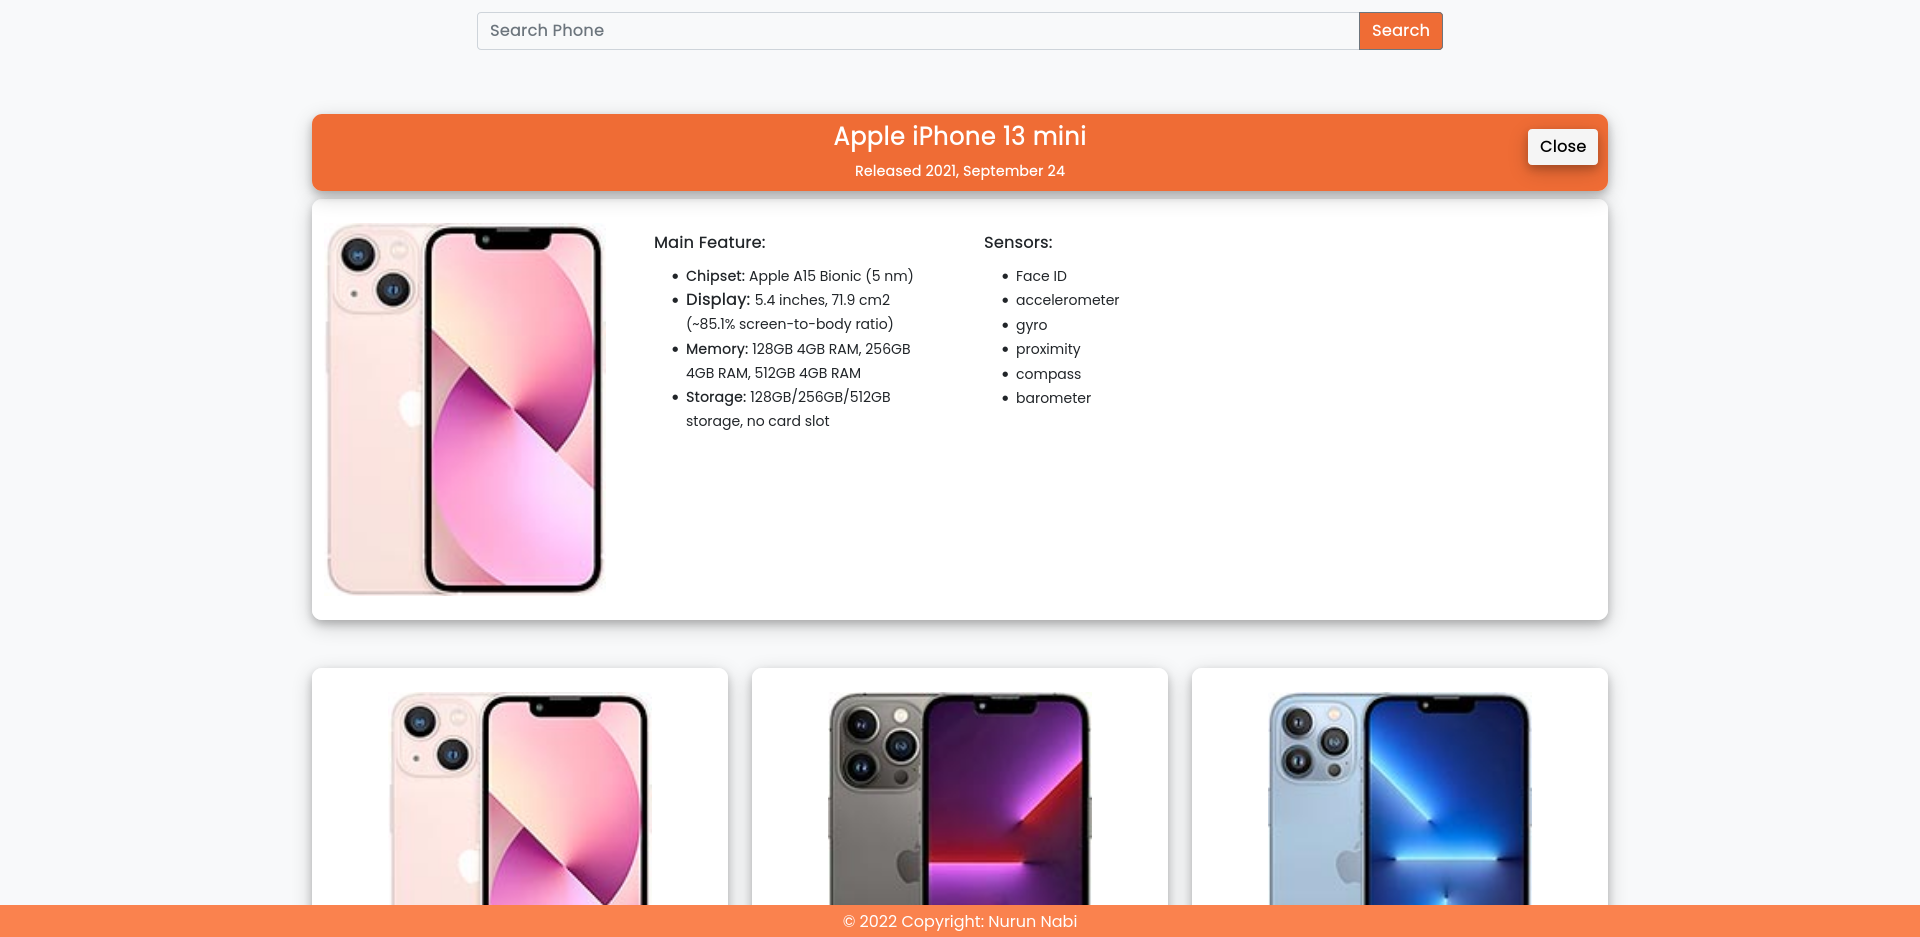 Search Phone
Search
Apple iPhone 13 mini
Released 2021, September 24
Close
Main Feature:
Chipset: Apple A15 Bionic (5 nm)
Display: 5.4 inches, 71.9 cm2
(~85.1% screen-to-body ratio)
Memory: 128GB 4GB RAM, 256GB
4GB RAM, 512GB 4GB RAM
Storage: 128GB/256GB/512GB
storage, no card slot
Sensors:
Face ID
accelerometer
gyro
proximity
compass
barometer
© 2022 Copyright: Nurun Nabi